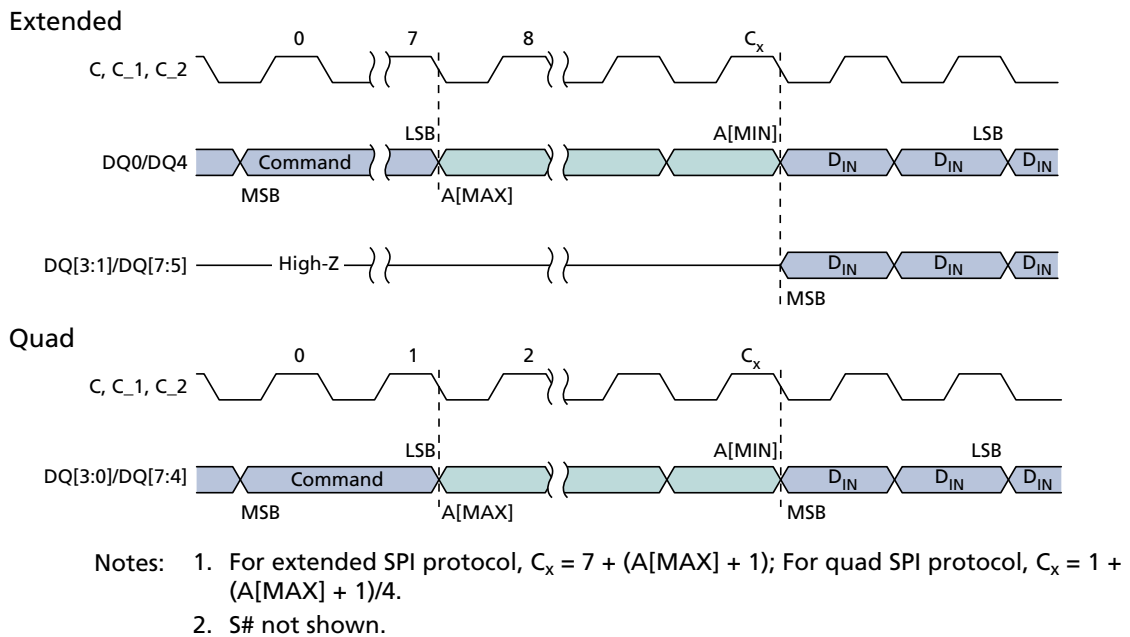 Extended
0 7 8 Cx
C, C_1, C_2
LSB A[MIN] LSB
DQ0/DQ4 Command DIN DIN DIN
MSB A[MAX]
DQ[3:1]/DQ[7:5] High-Z DIN DIN DIN
MSB
Quad
0 1 2 Cx
C, C_1, C_2
LSB A[MIN] LSB
DQ[3:0]/DQ[7:4] Command DIN DIN DIN
MSB A[MAX] MSB
Notes: 1. For extended SPI protocol, Cx = 7 + (A[MAX] + 1); For quad SPI protocol, Cx = 1 +
(A[MAX] + 1)/4.
2. S# not shown.